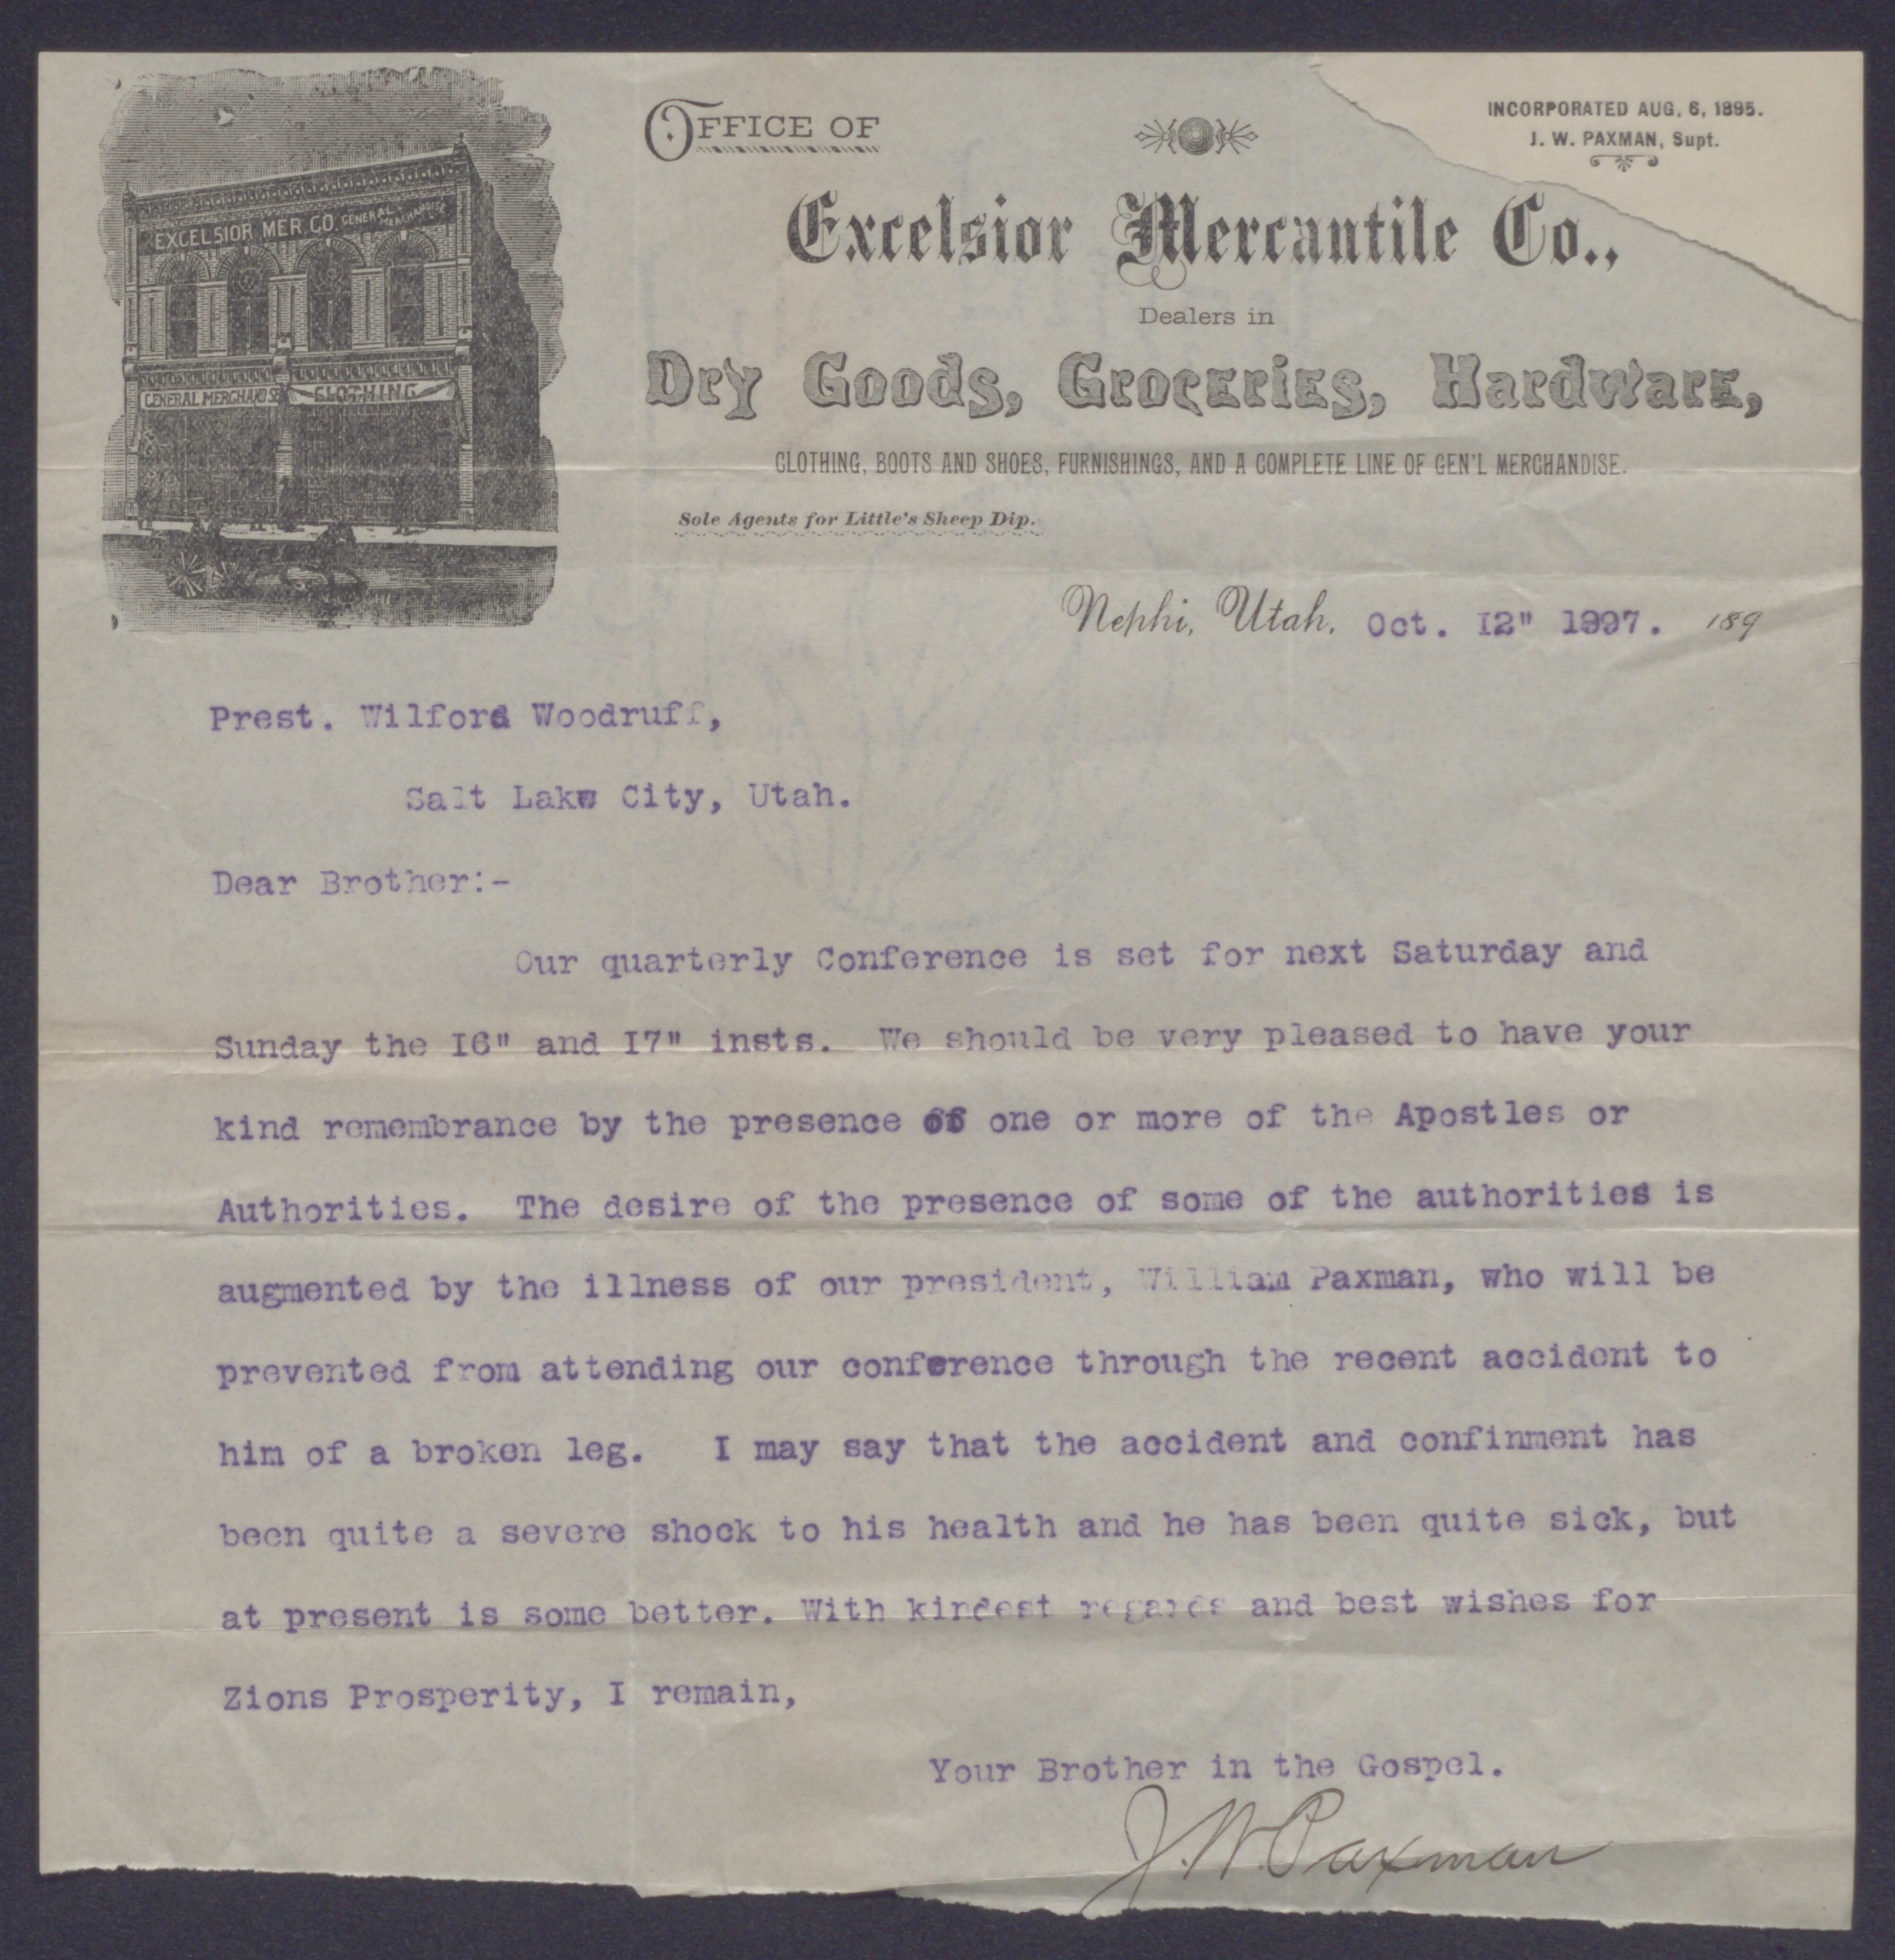 EXCELSIOR MER. CO. GENERAL MERCHANDISE
GENERAL MERCHANDSE CLOTHING
OFFICE OF
INCORPORATED AUG, 6, 1895.
J. W. PAXMAN, Supt.
Excelsior Mercantile Co.,
Dealers in
Dry Goods, Groceries, Hardware,
CLOTHING, BOOTS AND SHOES, FURNISHINGS, AND A COMPLETE LINE OF GEN'L MERCHANDISE.
Sole Agents for Little's Sheep Dip.
Nephi, Utah. Oct. I2" 1897. 189
Prest. Wilford Woodruff,
Salt Lake City, Utah.
Dear Brother:-
Our quarterly Conference is set for next Saturday and
Sunday the I6" and I7" insts. We should be very pleased to have your
kind remembrance by the presence of one or more of the Apostles or
Authorities. The desire of the presence of some of the authorities is
augmented by the illness of our president, William Paxman, who will be
prevented from attending our conference through the recent accident to
him of a broken leg. I may say that the accident and confinment has
been quite a severe shock to his health and he has been quite sick, but
at present is some better. With kindest regards and best wishes for
Zions Prosperity, I remain,
Your Brother in the Gospel.
J. W. Paxman